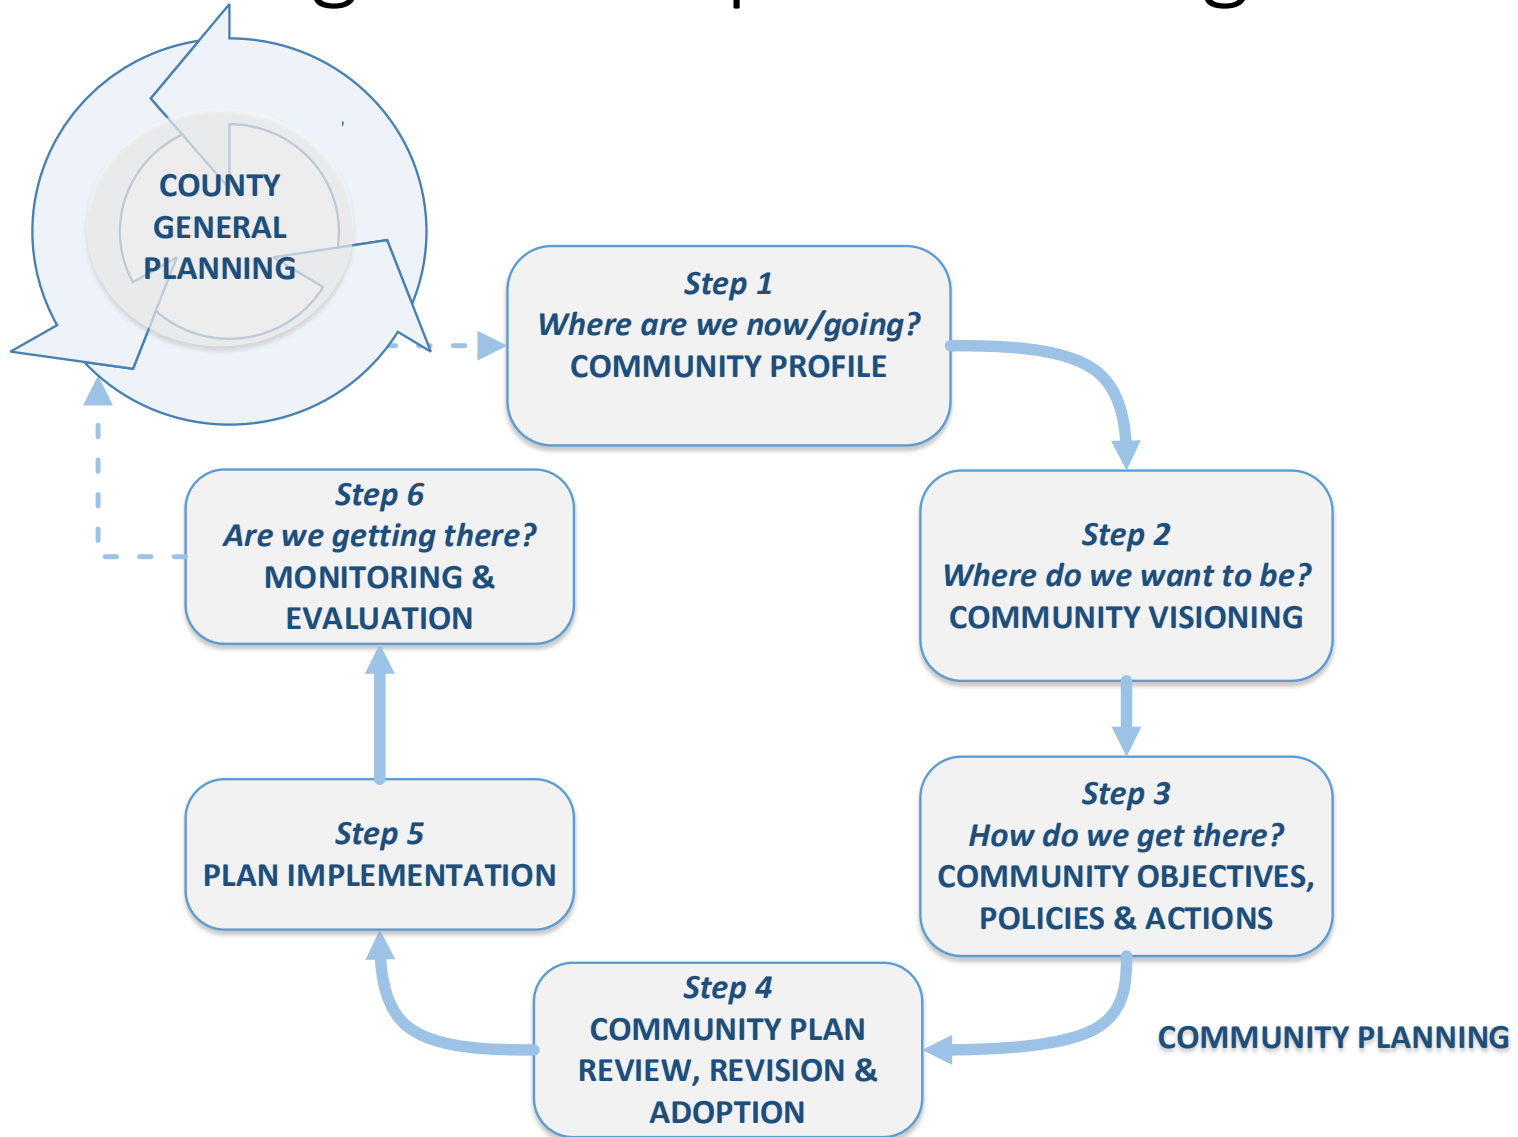 COUNTY
GENERAL
PLANNING
Step 1
Where are we now/going?
COMMUNITY PROFILE
Step 2
Where do we want to be?
COMMUNITY VISIONING
Step 3
How do we get there?
COMMUNITY OBJECTIVES,
POLICIES & ACTIONS
Step 4
COMMUNITY PLAN
REVIEW, REVISION &
ADOPTION
Step 5
PLAN IMPLEMENTATION
Step 6
Are we getting there?
MONITORING &
EVALUATION
COMMUNITY PLANNING